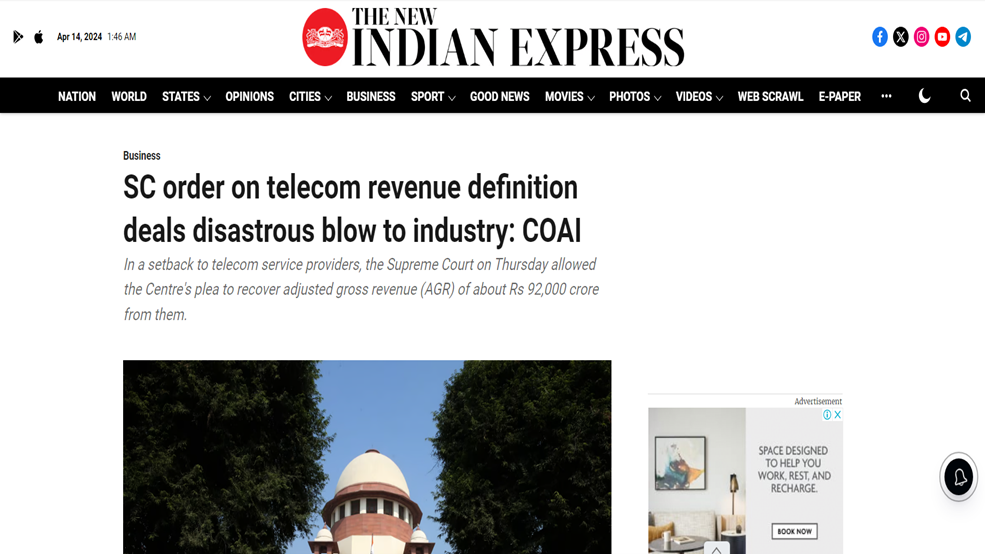 Apr 14, 2024 1:46 AM
THE NEW
INDIAN EXPRESS
NATION WORLD STATES OPINIONS CITIES BUSINESS SPORT GOOD NEWS MOVIES PHOTOS VIDEOS WEB SCRAWL E-PAPER
Business
SC order on telecom revenue definition
deals disastrous blow to industry: COAI
In a setback to telecom service providers, the Supreme Court on Thursday allowed
the Centre's plea to recover adjusted gross revenue (AGR) of about Rs 92,000 crore
from them.
Advertisement
SPACE DESIGNED
TO HELP YOU
WORK, REST, AND
RECHARGE.
BOOK NOW